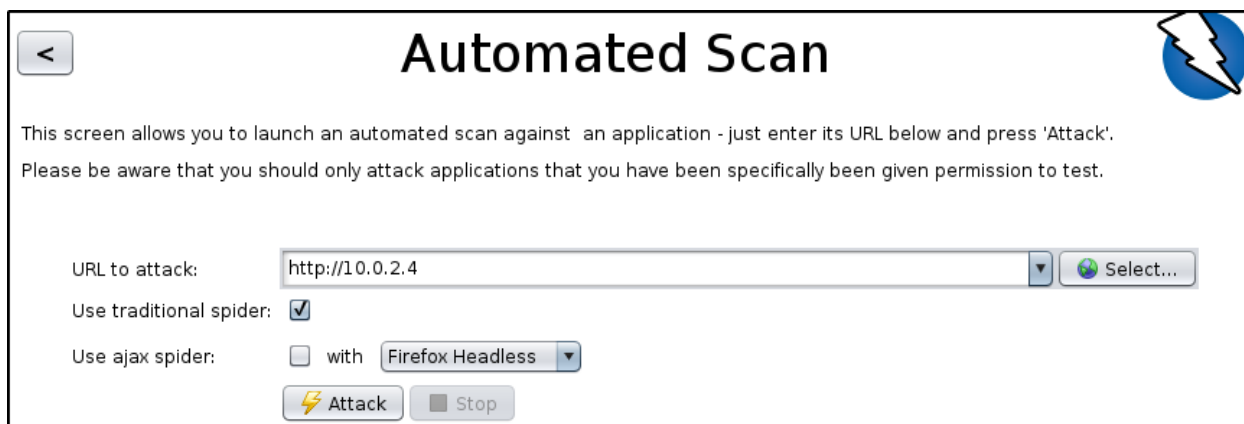 <
Automated Scan
This screen allows you to launch an automated scan against  an application - just enter its URL below and press 'Attack'.
Please be aware that you should only attack applications that you have been specifically been given permission to test.
URL to attack: http://10.0.2.4 Select...
Use traditional spider:
Use ajax spider: with Firefox Headless
Attack Stop